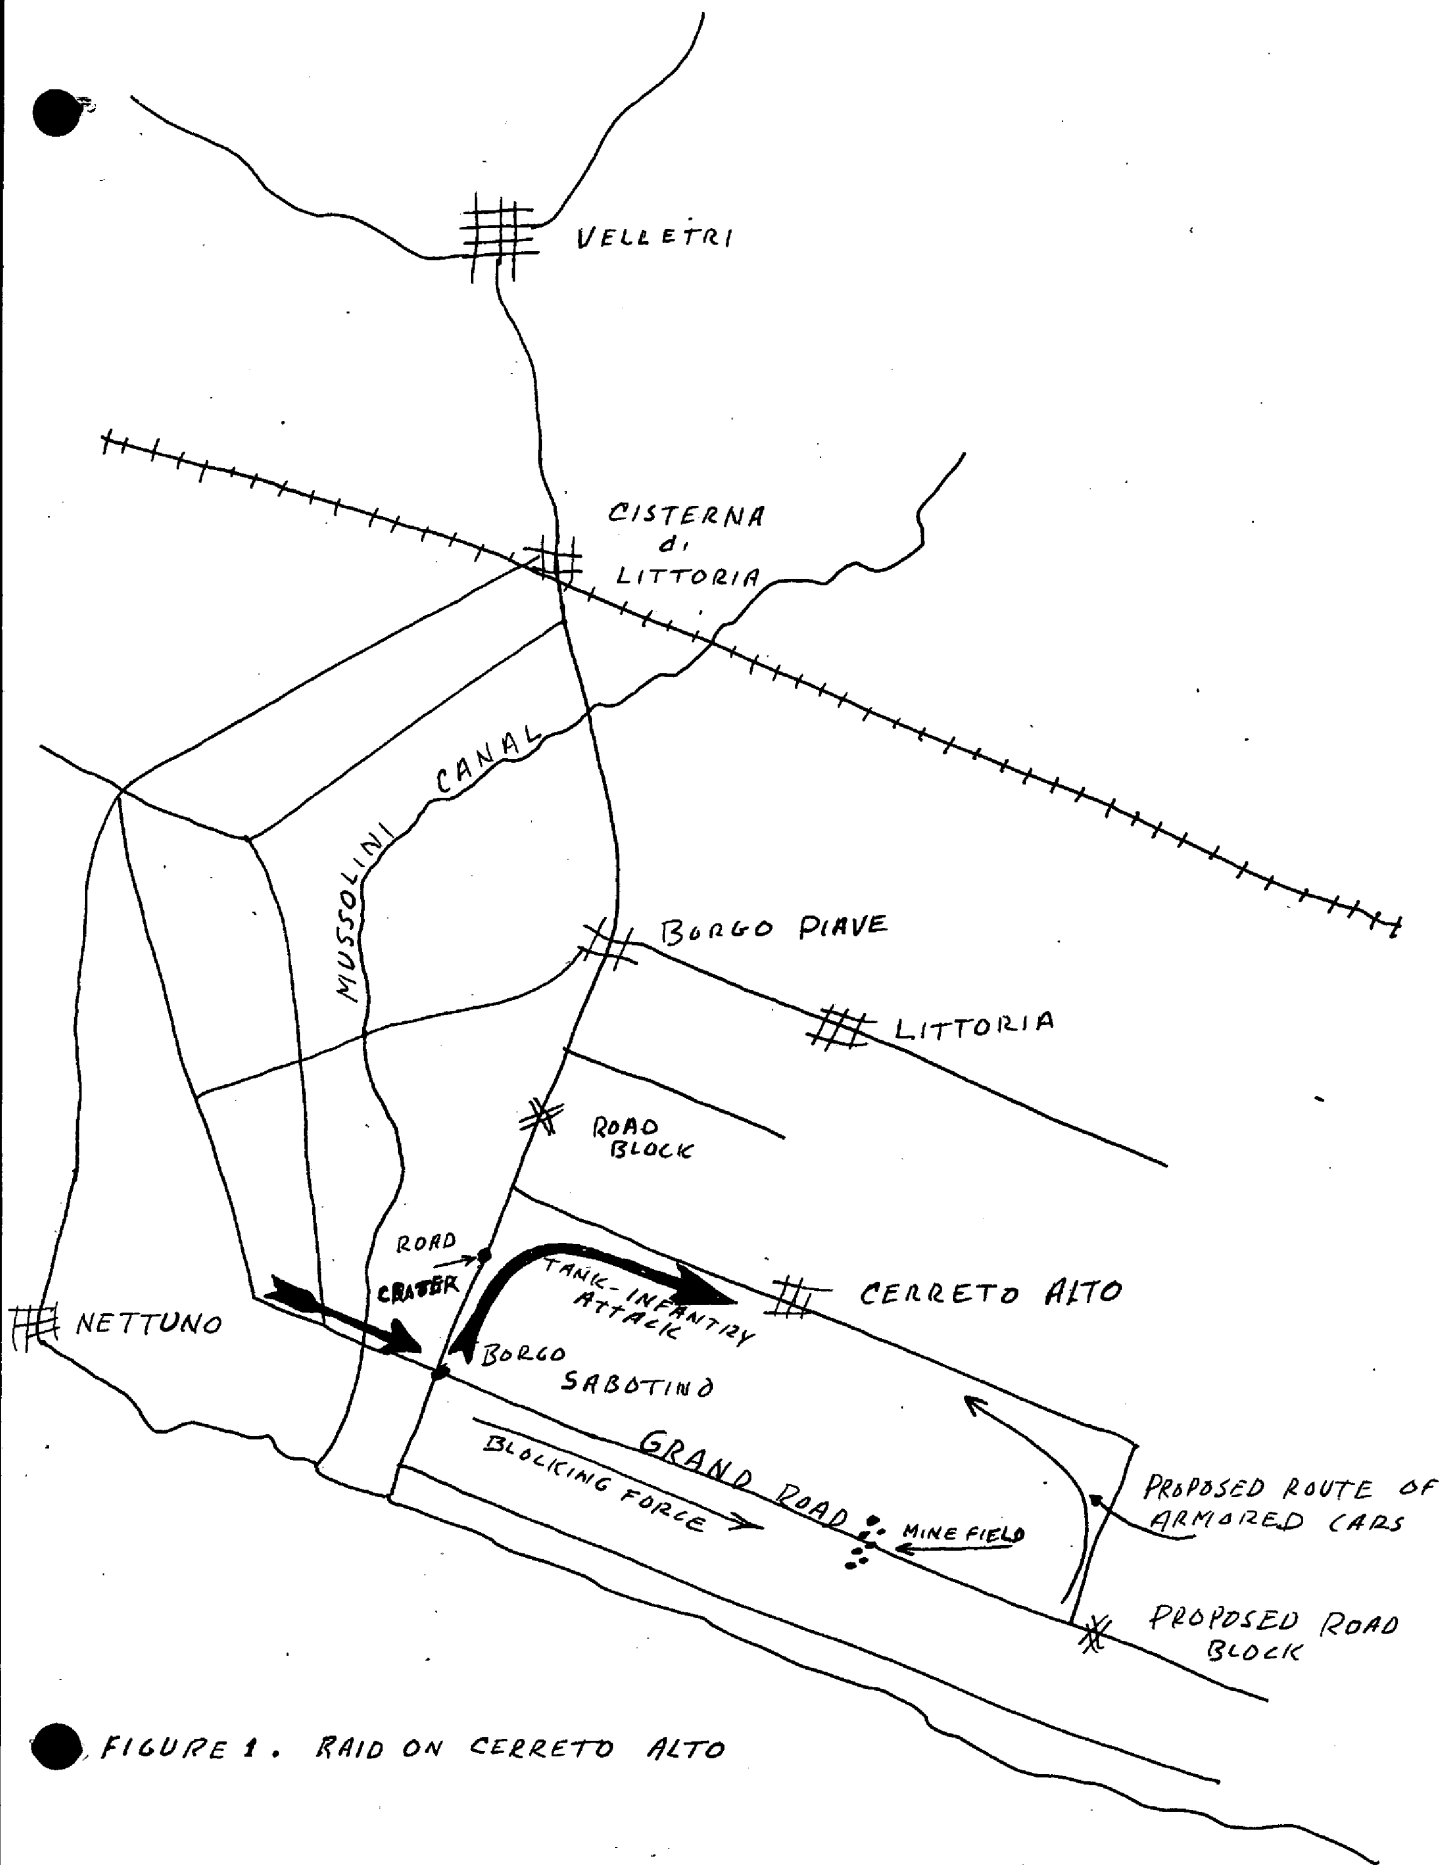 VELLETRI
CISTERNA
di
LITTORIA
MUSSOLINI CANAL
BORGO PIAVE
LITTORIA
ROAD
BLOCK
ROAD
CRATER
TANK-INFANTRY
ATTACK
CERRETO ALTO
NETTUNO
BORGO
SABOTINO
GRAND ROAD
BLOCKING FORCE
MINE FIELD
PROPOSED ROUTE OF
ARMORED CARS
PROPOSED ROAD
BLOCK
FIGURE 1. RAID ON CERRETO ALTO